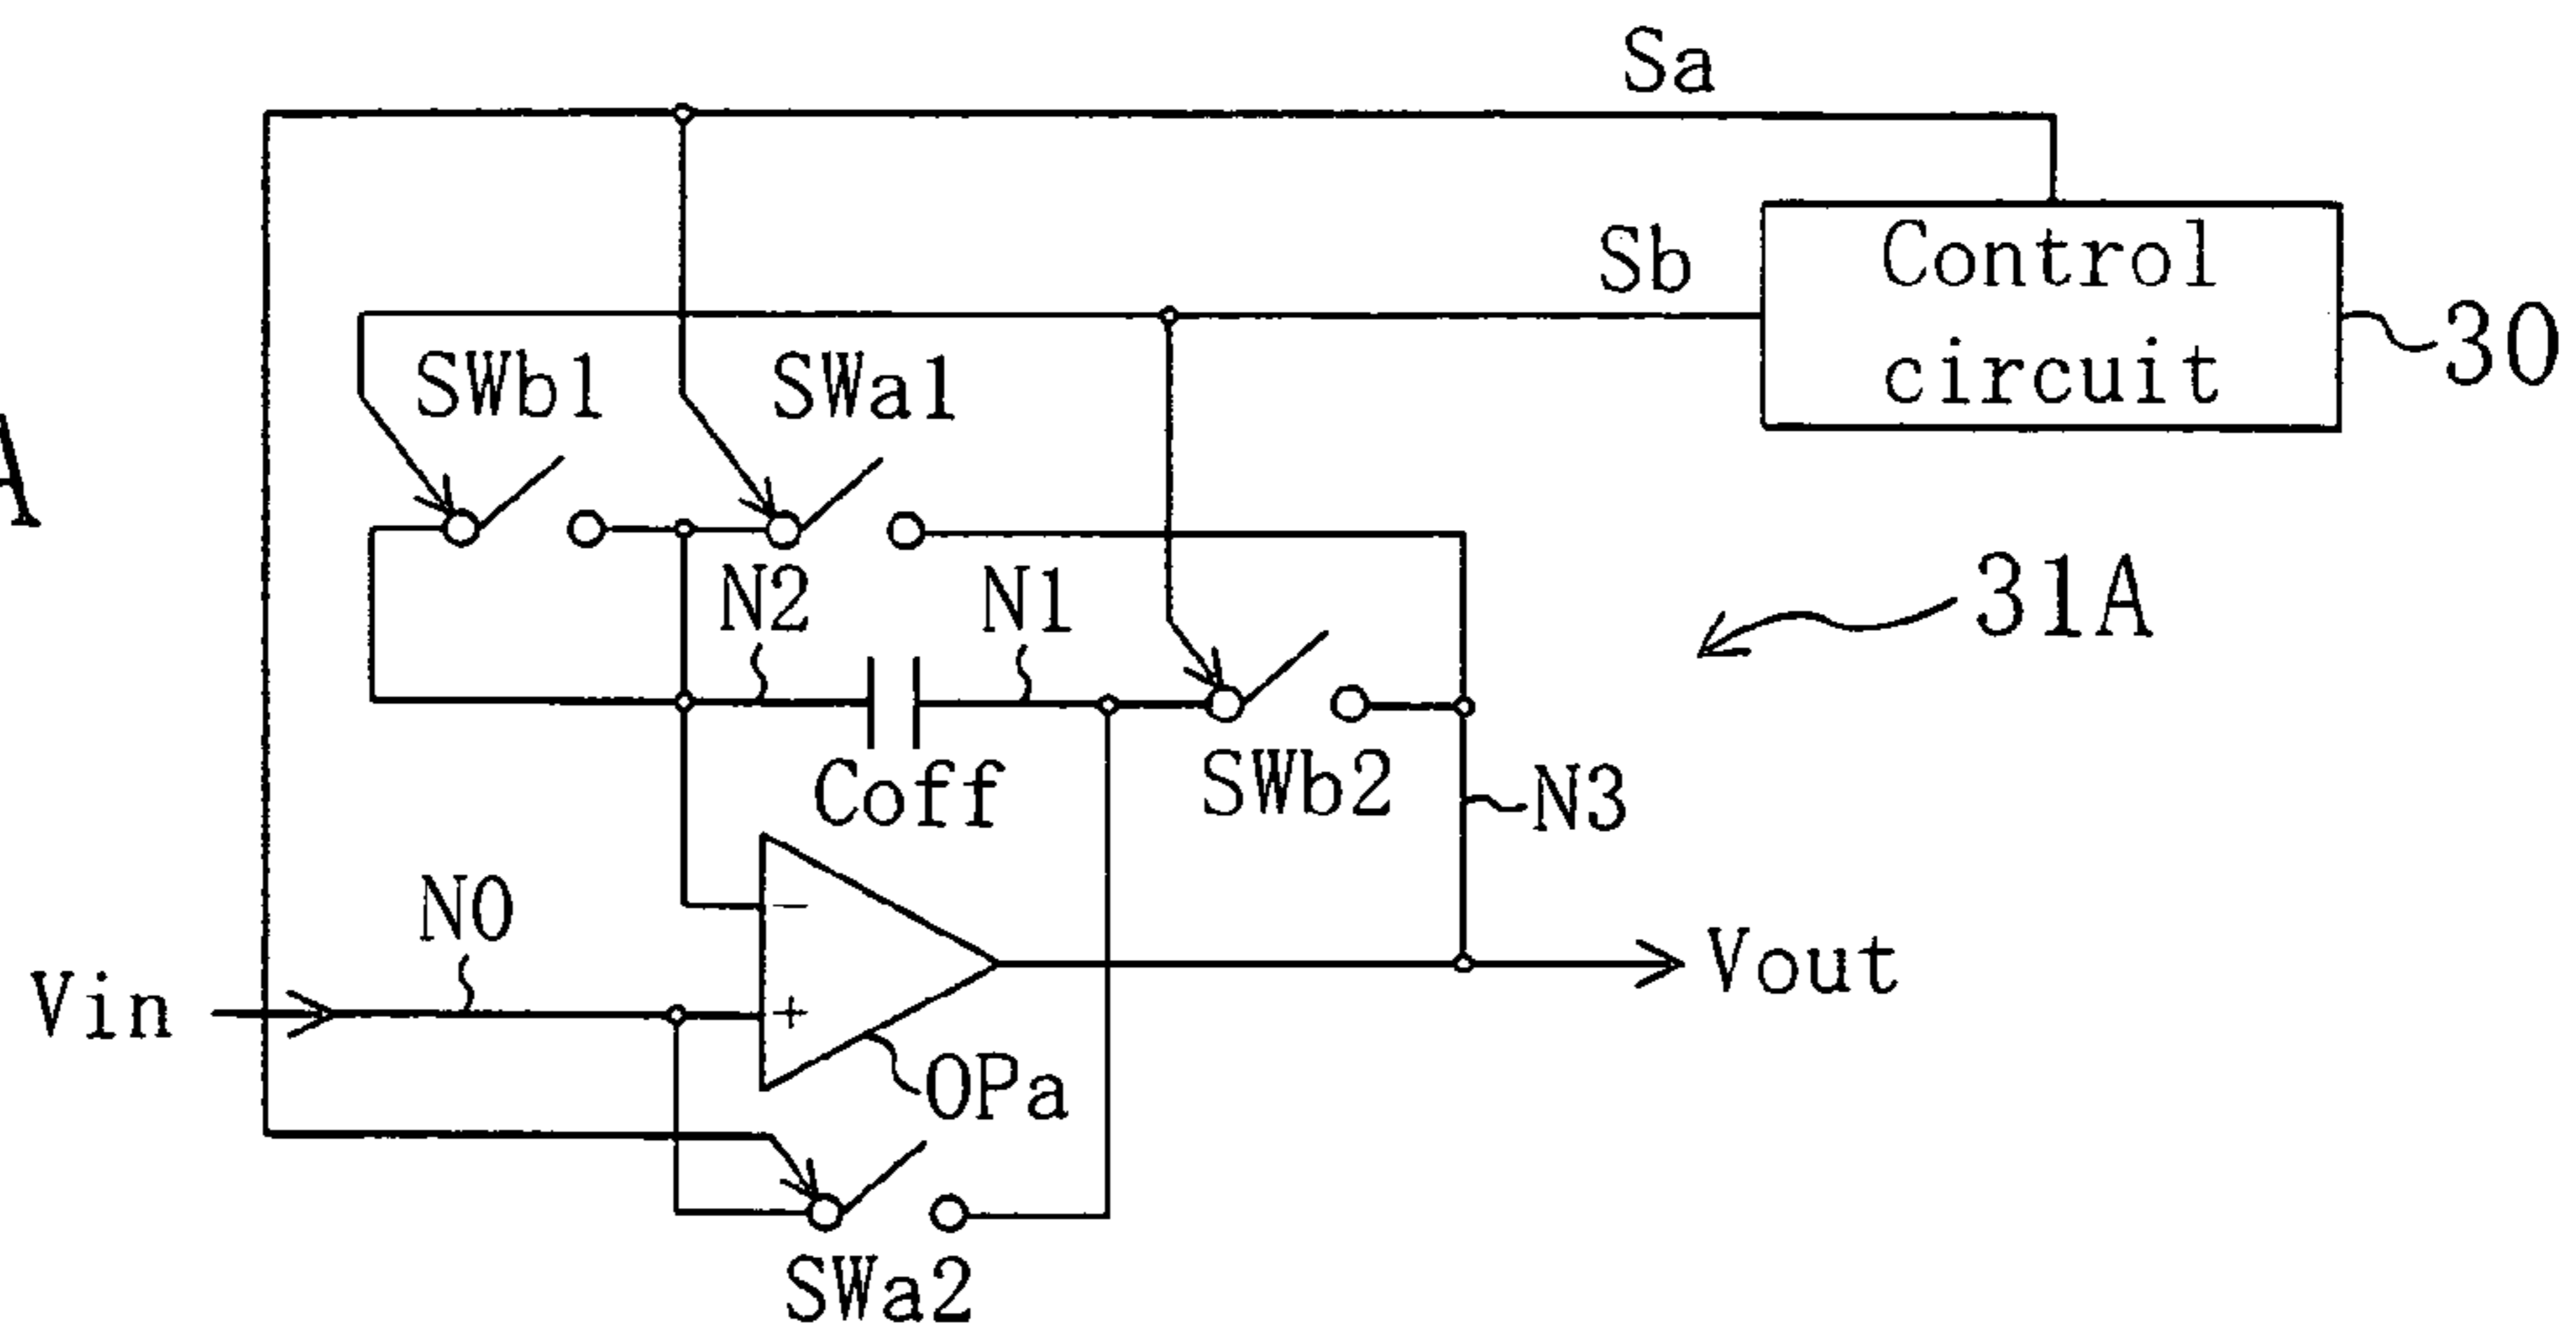 Sa
Sb
Control
circuit
30
A
SWb1
SWa1
N2
N1
31A
Coff
SWb2
N3
N0
−
Vin
+
Vout
OPa
SWa2